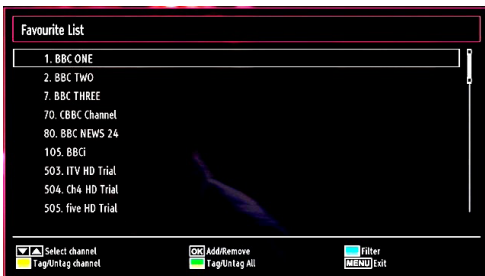 Favourite List
1. BBC ONE
2. BBC TWO
7. BBC THREE
70. CBBC Channel
80. BBC NEWS 24
105. BBCi
503. ITV HD Trial
504. Ch4 HD Trial
505. five HD Trial
Select channel OK Add/Remove Filter
Tag/Untag channel Tag/Untag All MENU Exit